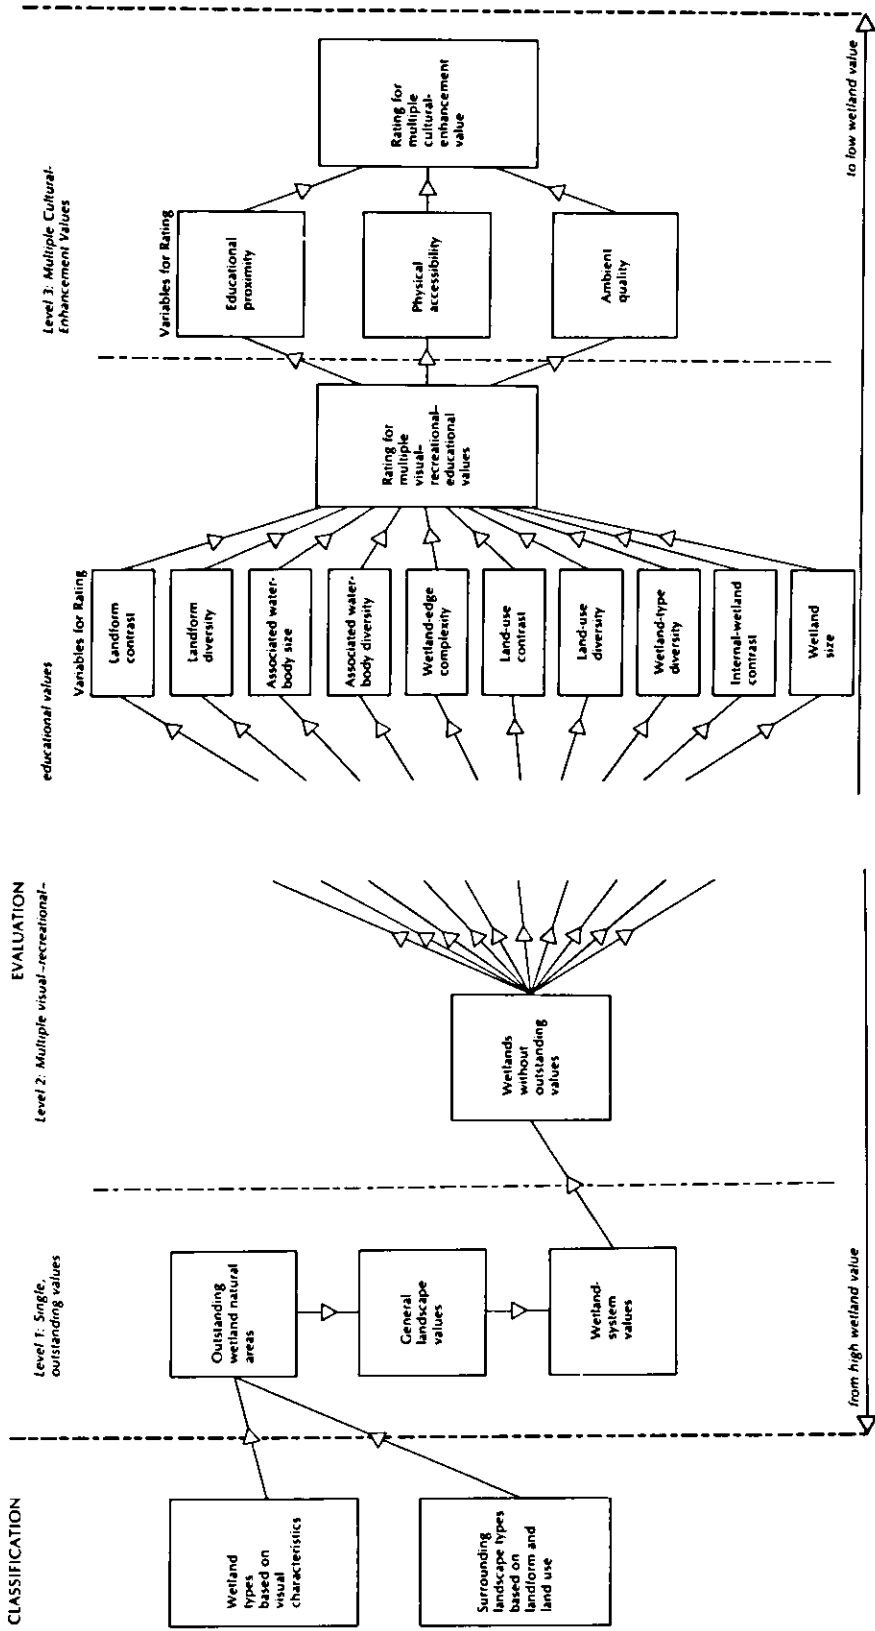 CLASSIFICATION
EVALUATION
Level 1: Single,
outstanding values
Level 2: Multiple visual–recreational–
educational values
Level 3: Multiple Cultural-
Enhancement Values
Wetland
types
based on
visual
characteristics
Surrounding
landscape types
based on
landform and
land use
Outstanding
wetland natural
areas
General
landscape
values
Wetland-
system
values
Wetlands
without
outstanding
values
Variables for Rating
Landform
contrast
Landform
diversity
Associated water-
body size
Associated water-
body diversity
Wetland-edge
complexity
Land-use
contrast
Land-use
diversity
Wetland-type
diversity
Internal-wetland
contrast
Wetland
size
Rating for
multiple
visual–
recreational–
educational
values
Variables for Rating
Educational
proximity
Physical
accessibility
Ambient
quality
Rating for
multiple
cultural-
enhancement
value
from high wetland value
to low wetland value